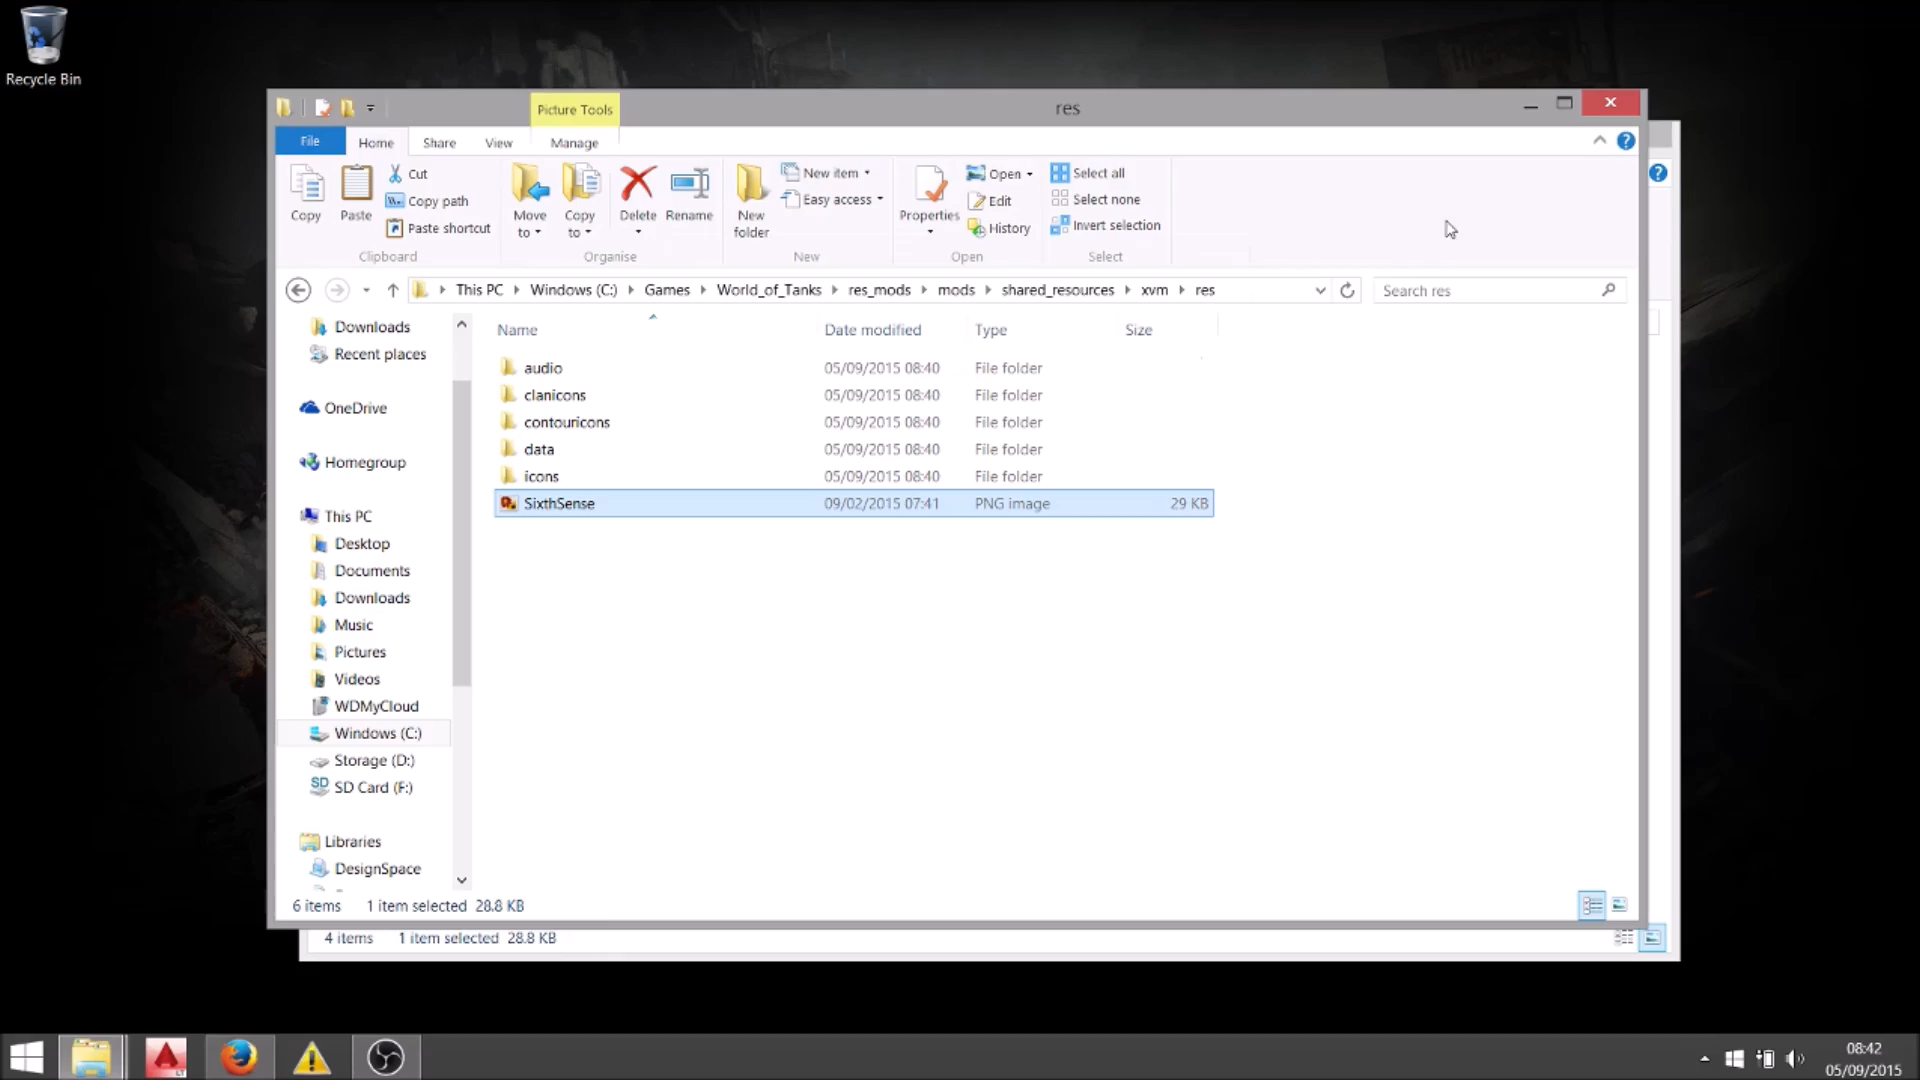 Recycle Bin
Picture Tools
res
File Home Share View Manage
Copy
Paste
Cut
Copy path
Paste shortcut
Clipboard
Move to
Copy to
Delete
Rename
Organise
New folder
New item
Easy access
New
Properties
Open
Edit
History
Open
Select all
Select none
Invert selection
Select
This PC Windows (C:) Games World_of_Tanks res_mods mods shared_resources xvm res
Search res
Downloads
Recent places
OneDrive
Homegroup
This PC
Desktop
Documents
Downloads
Music
Pictures
Videos
WDMyCloud
Windows (C:)
Storage (D:)
SD Card (F:)
Libraries
DesignSpace
Name Date modified Type Size
audio 05/09/2015 08:40 File folder
clanicons 05/09/2015 08:40 File folder
contouricons 05/09/2015 08:40 File folder
data 05/09/2015 08:40 File folder
icons 05/09/2015 08:40 File folder
SixthSense 09/02/2015 07:41 PNG image 29 KB
6 items 1 item selected 28.8 KB
4 items 1 item selected 28.8 KB
08:42
05/09/2015